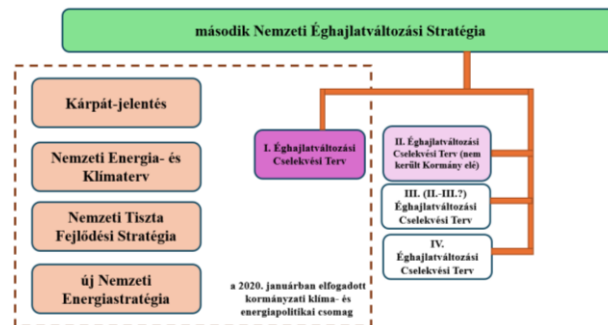 második Nemzeti Éghajlatváltozási Stratégia
Kárpát-jelentés
Nemzeti Energia- és
Klímaterv
Nemzeti Tiszta
Fejlődési Stratégia
új Nemzeti
Energiastratégia
I. Éghajlatváltozási
Cselekvési Terv
a 2020. januárban elfogadott
kormányzati klíma- és
energiapolitikai csomag
II. Éghajlatváltozási
Cselekvési Terv (nem
került Kormány elé)
III. (II.-III.?)
Éghajlatváltozási
Cselekvési Terv
IV.
Éghajlatváltozási
Cselekvési Terv